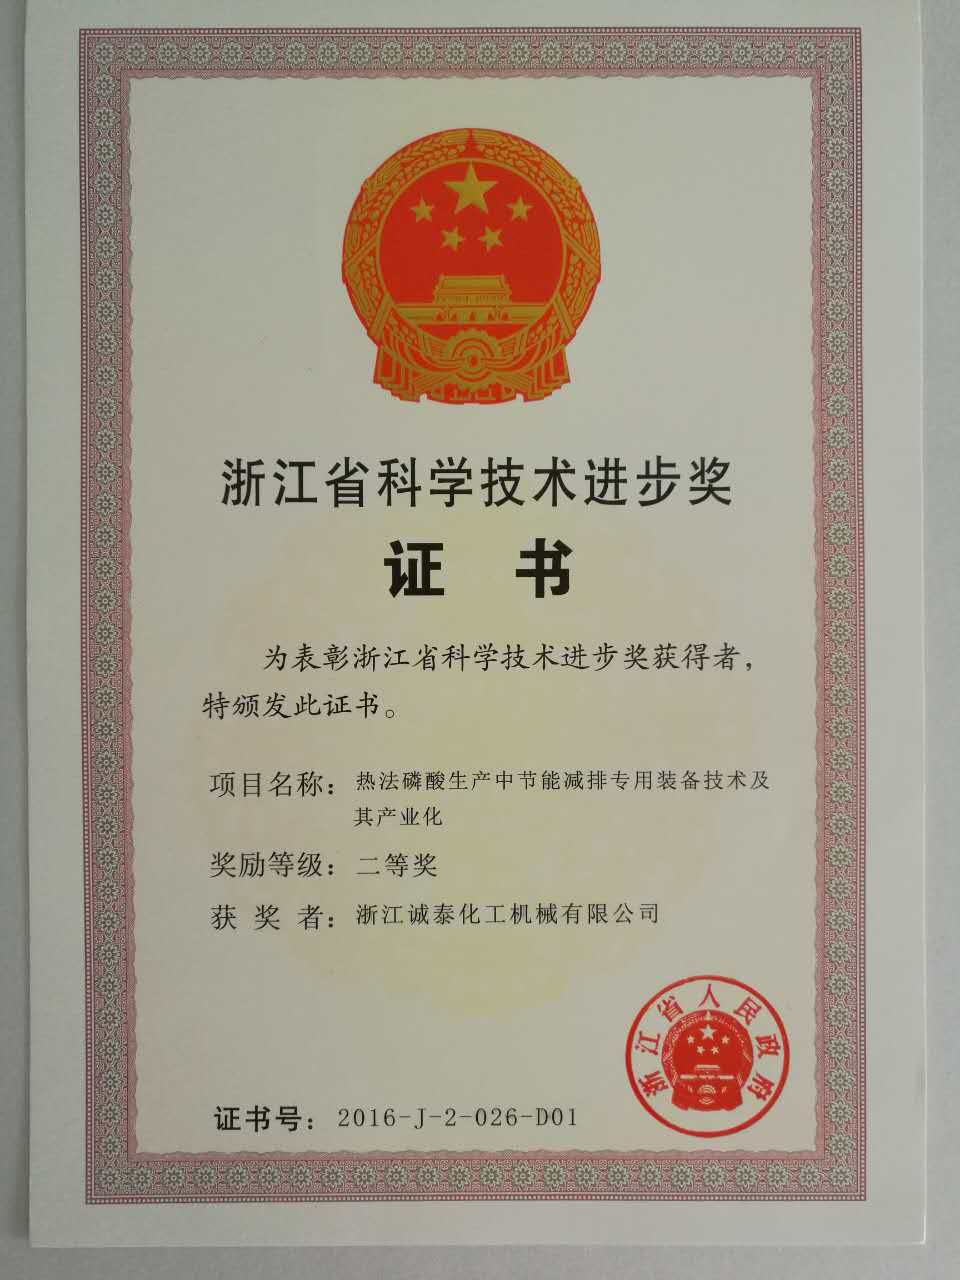 浙江省科学技术进步奖
证 书
为表彰浙江省科学技术进步奖获得者，
特颁发此证书。
项目名称：热法磷酸生产中节能减排专用装备技术及
其产业化
奖励等级：二等奖
获 奖 者：浙江诚泰化工机械有限公司
浙江省人民政府
证书号：2016-J-2-026-D01